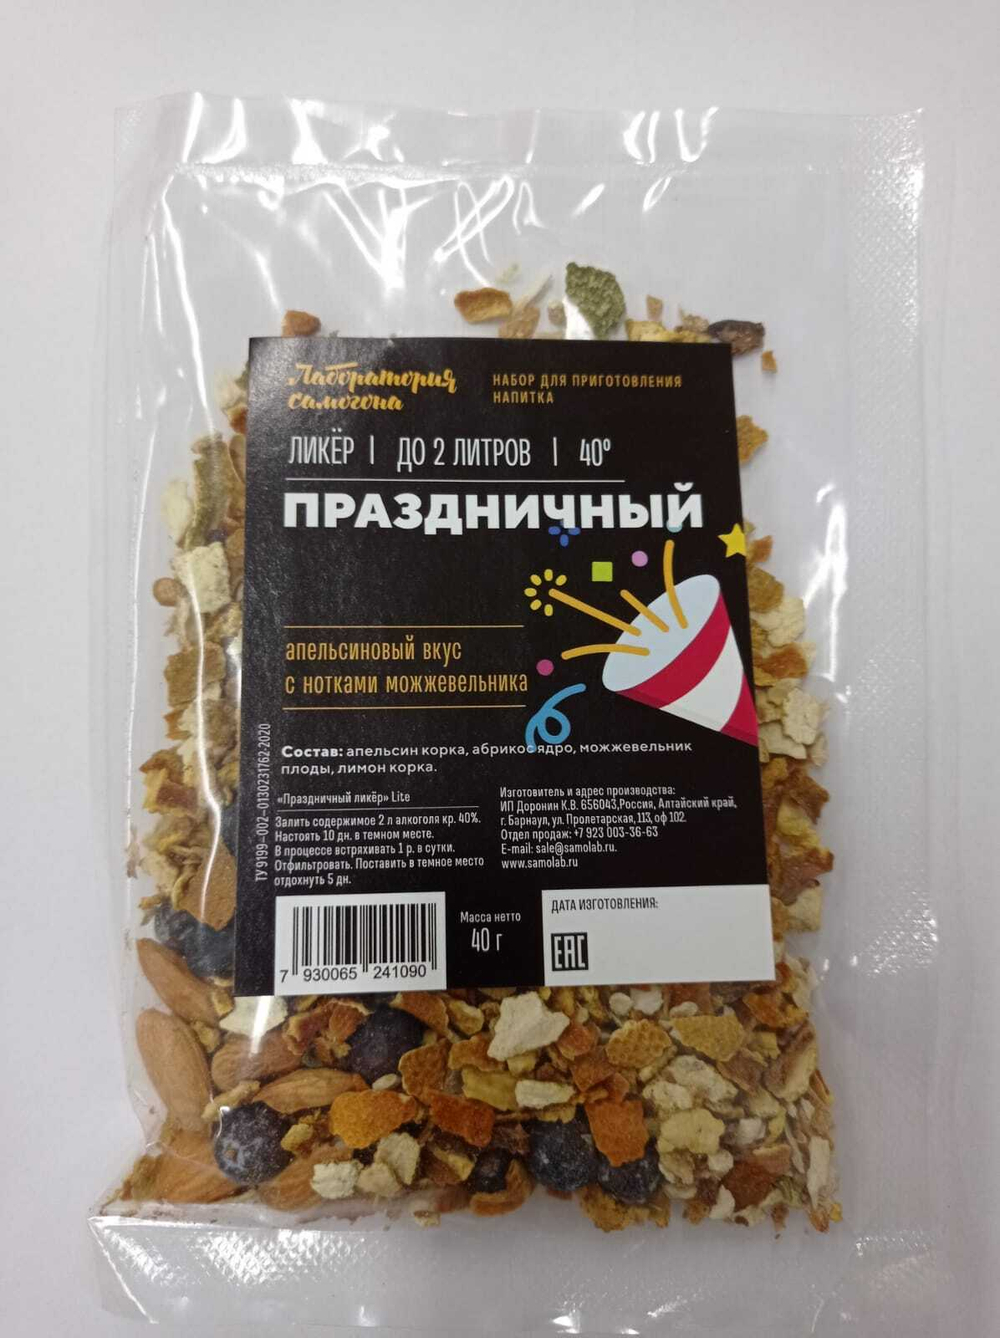 Лаборатория
самогона
НАБОР ДЛЯ ПРИГОТОВЛЕНИЯ
НАПИТКА
ЛИКЁР | ДО 2 ЛИТРОВ | 40°
ПРАЗДНИЧНЫЙ
апельсиновый вкус
с нотками можжевельника
Состав: апельсин корка, абрикос ядро, можжевельник
плоды, лимон корка.
«Праздничный ликёр» Lite
Залить содержимое 2 л алкоголя кр. 40%.
Настоять 10 дн. в темном месте.
В процессе встряхивать 1 р. в сутки.
Отфильтровать. Поставить в темное место
отдохнуть 5 дн.
Изготовитель и адрес производства:
ИП Доронин К.В. 656043,Россия, Алтайский край,
г. Барнаул, ул. Пролетарская, 113, оф 102.
Отдел продаж: +7 923 003-36-63
E-mail: sale@samolab.ru.
www.samolab.ru
ТУ 9199-002-0130231762-2020
7 930065 241090
Масса нетто
40 г
ДАТА ИЗГОТОВЛЕНИЯ:
EAC